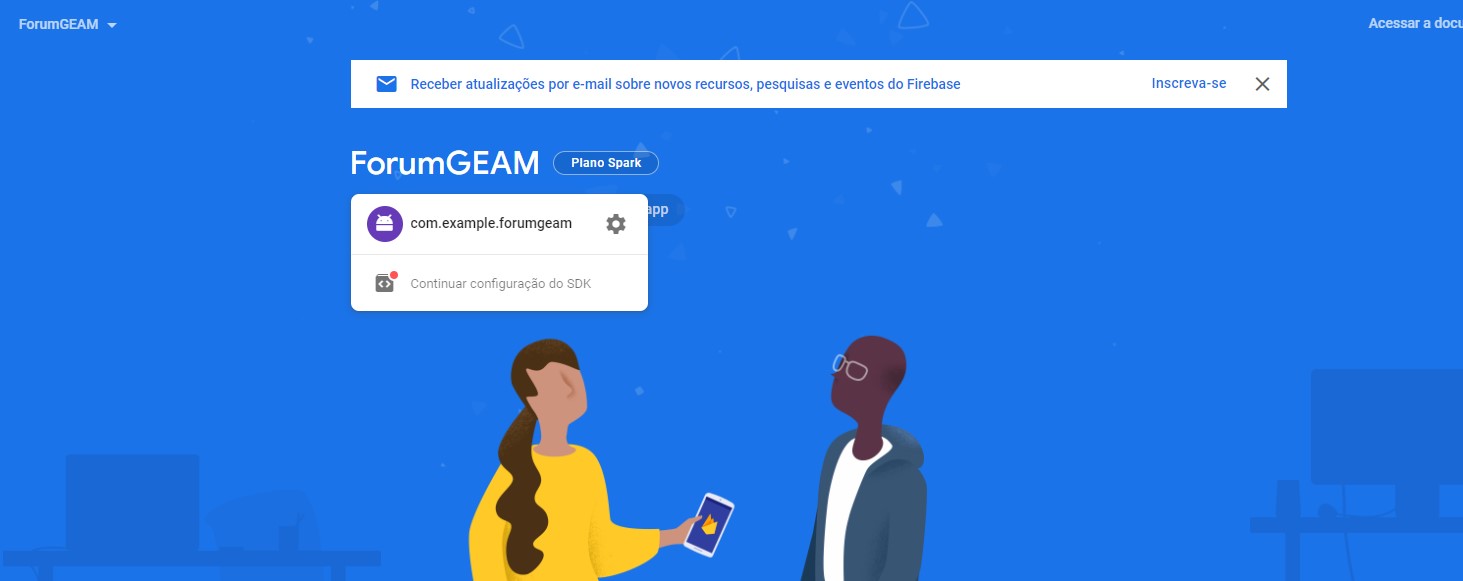 ForumGEAM
Acessar a docu
Receber atualizações por e-mail sobre novos recursos, pesquisas e eventos do Firebase
Inscreva-se
ForumGEAM
Plano Spark
com.example.forumgeam
app
Continuar configuração do SDK